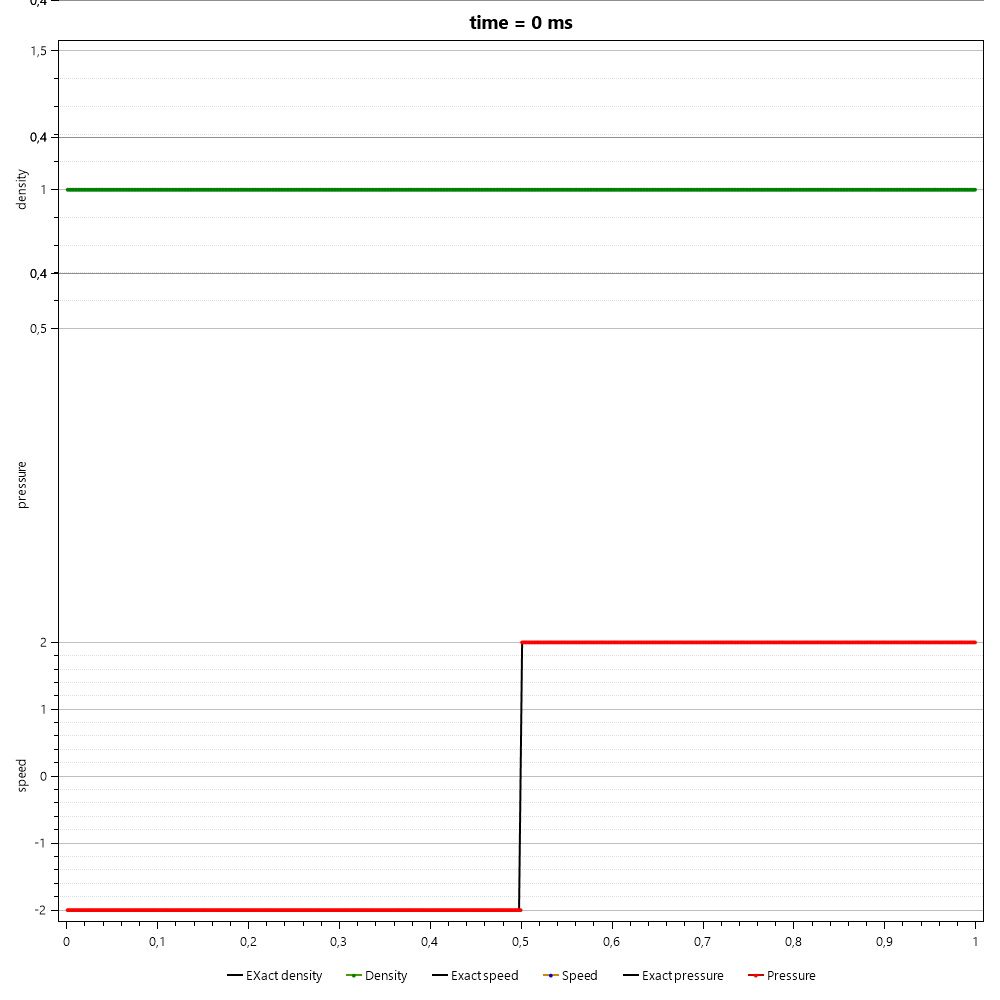 0,4
time = 0 ms
1,5
0,4
1
density
0,4
0,5
pressure
2
1
speed
0
-1
-2
0 0,1 0,2 0,3 0,4 0,5 0,6 0,7 0,8 0,9 1
EXact density Density Exact speed Speed Exact pressure Pressure